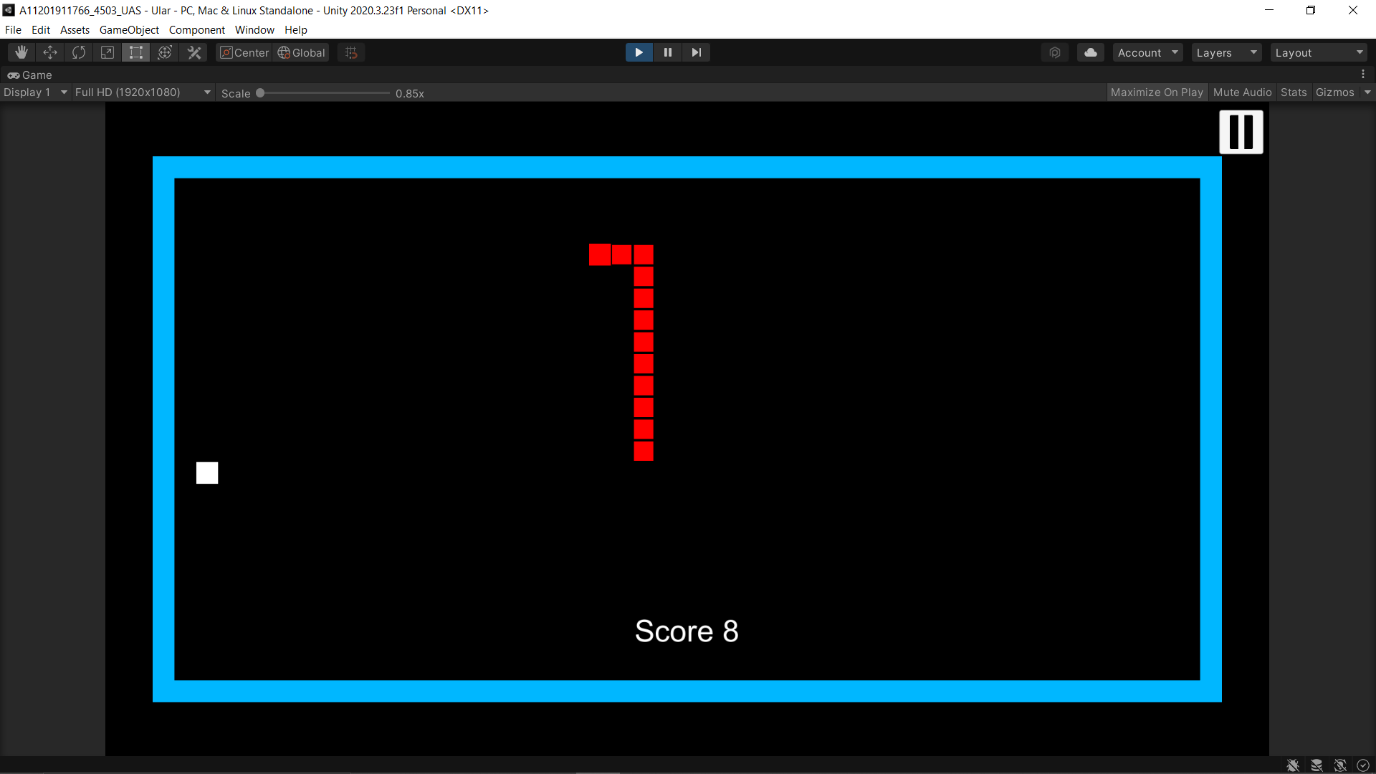 A11201911766_4503_UAS - Ular - PC, Mac & Linux Standalone - Unity 2020.3.23f1 Personal <DX11>
File Edit Assets GameObject Component Window Help
Center Global Account Layers Layout
Game
Display 1 Full HD (1920x1080) Scale 0.85x Maximize On Play Mute Audio Stats Gizmos
Score 8